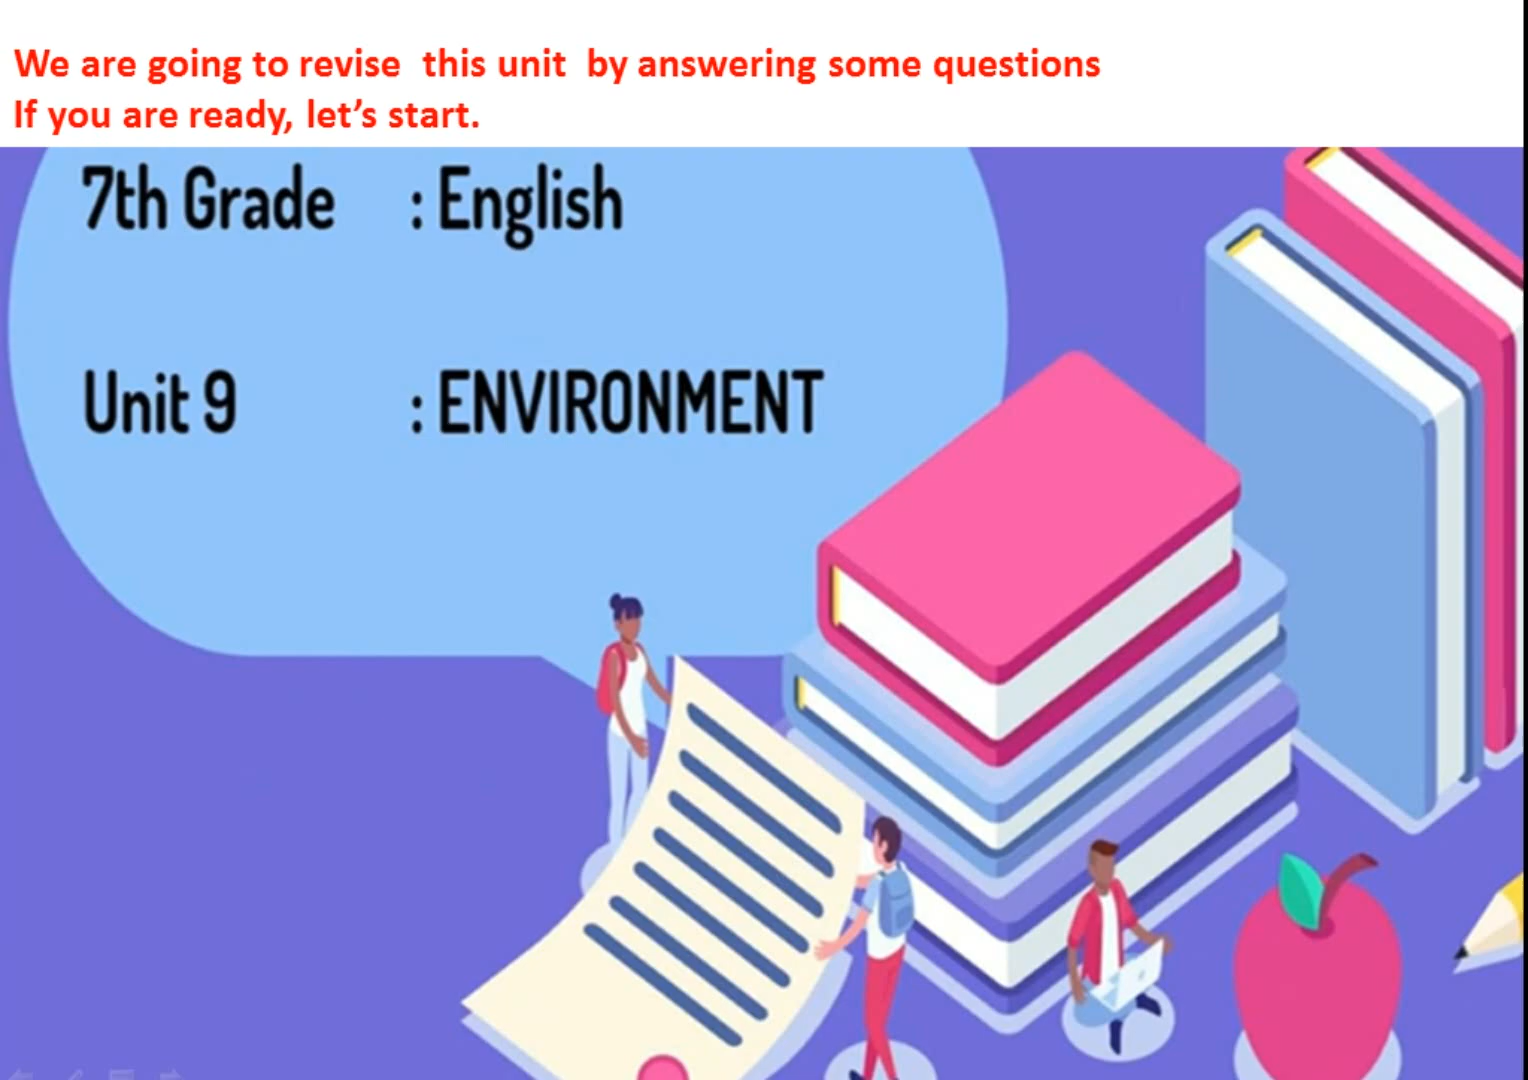 We are going to revise this unit by answering some questions
If you are ready, let's start.
7th Grade : English
Unit 9 : ENVIRONMENT